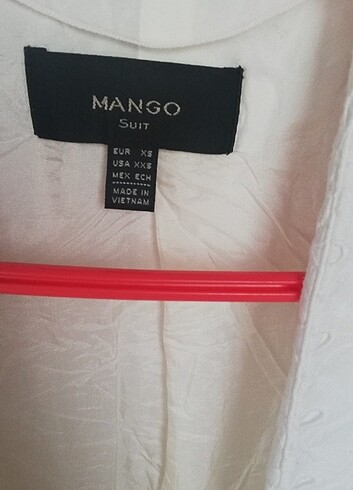 MANGO
SUIT
EUR XS
USA XXS
MEX ECH
MADE IN
VIETNAM